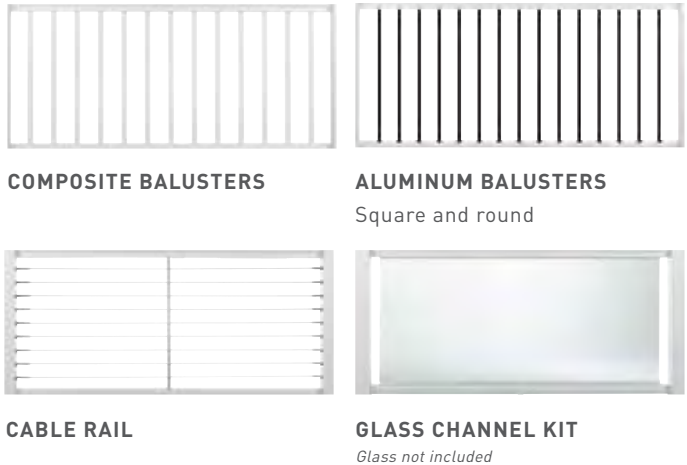 COMPOSITE BALUSTERS
ALUMINUM BALUSTERS
Square and round
CABLE RAIL
GLASS CHANNEL KIT
Glass not included